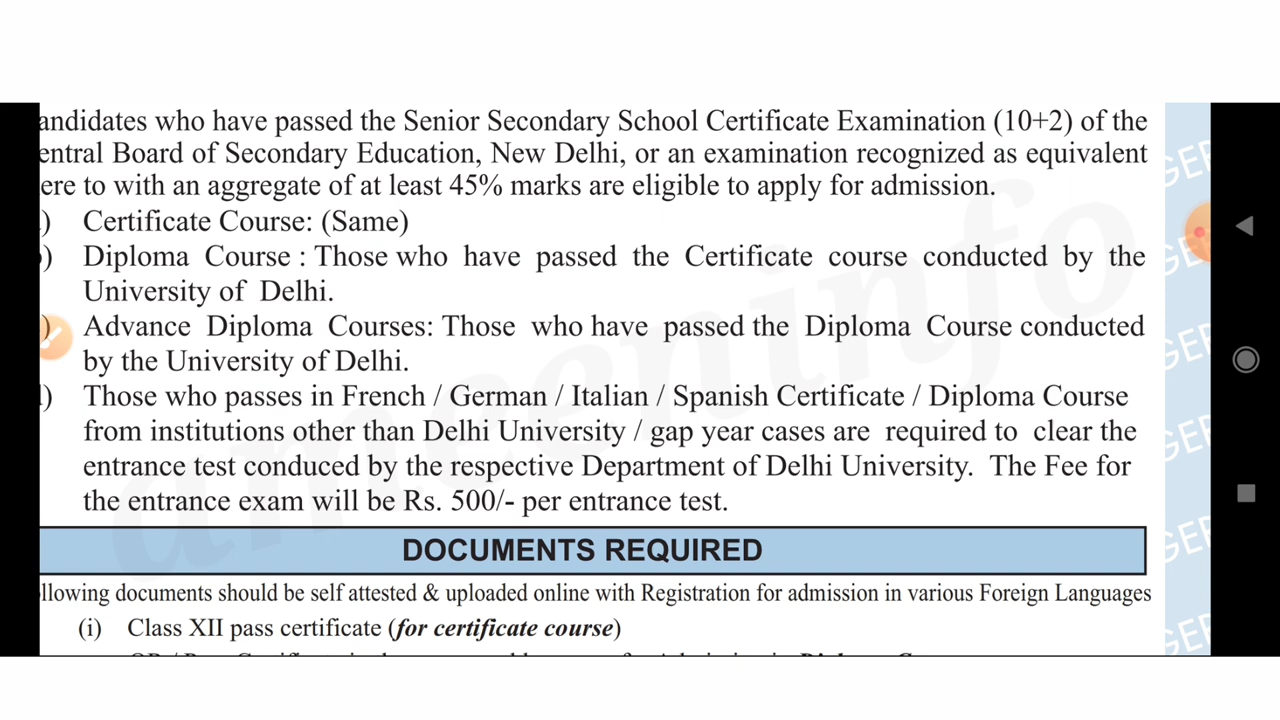 andidates who have passed the Senior Secondary School Certificate Examination (10+2) of the
entral Board of Secondary Education, New Delhi, or an examination recognized as equivalent
ere to with an aggregate of at least 45% marks are eligible to apply for admission.
) Certificate Course: (Same)
) Diploma Course : Those who have passed the Certificate course conducted by the
University of Delhi.
) Advance Diploma Courses: Those who have passed the Diploma Course conducted
by the University of Delhi.
) Those who passes in French / German / Italian / Spanish Certificate / Diploma Course
from institutions other than Delhi University / gap year cases are required to clear the
entrance test conduced by the respective Department of Delhi University. The Fee for
the entrance exam will be Rs. 500/- per entrance test.
DOCUMENTS REQUIRED
llowing documents should be self attested & uploaded online with Registration for admission in various Foreign Languages
(i) Class XII pass certificate (for certificate course)
ameeninfo
GER
GER
GER
GER
GER
GER